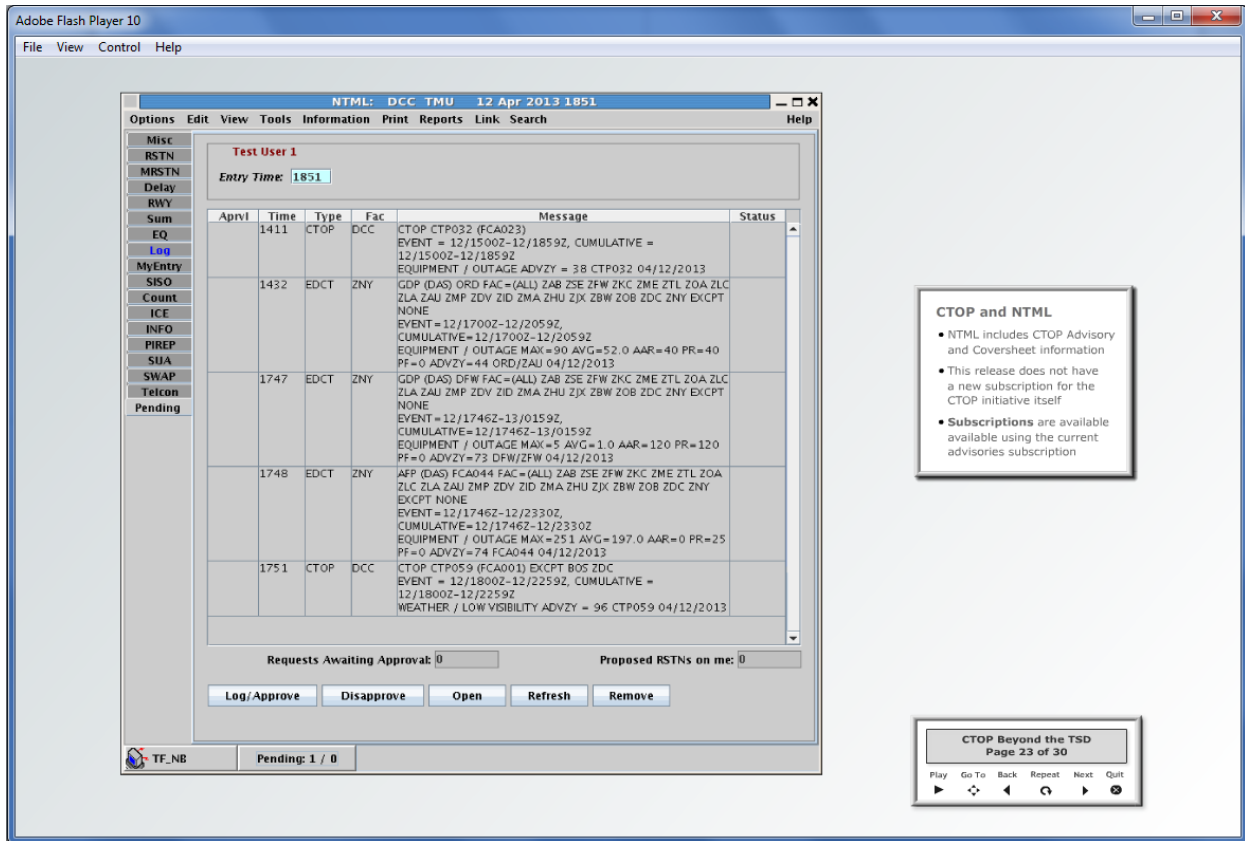 Adobe Flash Player 10
File View Control Help
NTML: DCC TMU 12 Apr 2013 1851
Options Edit View Tools Information Print Reports Link Search Help
Misc
RSTN
MRSTN
Delay
RWY
Sum
EQ
Log
MyEntry
SISO
Count
ICE
INFO
PIREP
SUA
SWAP
Telcon
Pending
Test User 1
Entry Time: 1851
Aprvl Time Type Fac Message Status
1411 CTOP DCC CTOP CTP032 (FCA023)
EVENT = 12/1500Z-12/1859Z, CUMULATIVE =
12/1500Z-12/1859Z
EQUIPMENT / OUTAGE ADVZY = 38 CTP032 04/12/2013
1432 EDCT ZNY GDP (DAS) ORD FAC=(ALL) ZAB ZSE ZFW ZKC ZME ZTL ZOA ZLC
ZLA ZAU ZMP ZDV ZID ZMA ZHU ZJX ZBW ZOB ZDC ZNY EXCPT
NONE
EVENT=12/1700Z-12/2059Z,
CUMULATIVE=12/1700Z-12/2059Z
EQUIPMENT / OUTAGE MAX=90 AVG=52.0 AAR=40 PR=40
PF=0 ADVZY=44 ORD/ZAU 04/12/2013
1747 EDCT ZNY GDP (DAS) DFW FAC=(ALL) ZAB ZSE ZFW ZKC ZME ZTL ZOA ZLC
ZLA ZAU ZMP ZDV ZID ZMA ZHU ZJX ZBW ZOB ZDC ZNY EXCPT
NONE
EVENT=12/1746Z-13/0159Z,
CUMULATIVE=12/1746Z-13/0159Z
EQUIPMENT / OUTAGE MAX=5 AVG=1.0 AAR=120 PR=120
PF=0 ADVZY=73 DFW/ZFW 04/12/2013
1748 EDCT ZNY AFP (DAS) FCA044 FAC=(ALL) ZAB ZSE ZFW ZKC ZME ZTL ZOA
ZLC ZLA ZAU ZMP ZDV ZID ZMA ZHU ZJX ZBW ZOB ZDC ZNY
EXCPT NONE
EVENT=12/1746Z-12/2330Z,
CUMULATIVE=12/1746Z-12/2330Z
EQUIPMENT / OUTAGE MAX=251 AVG=197.0 AAR=0 PR=25
PF=0 ADVZY=74 FCA044 04/12/2013
1751 CTOP DCC CTOP CTP059 (FCA001) EXCPT BOS ZDC
EVENT = 12/1800Z-12/2259Z, CUMULATIVE =
12/1800Z-12/2259Z
WEATHER / LOW VISIBILITY ADVZY = 96 CTP059 04/12/2013
Requests Awaiting Approval: 0 Proposed RSTNs on me: 0
Log/Approve Disapprove Open Refresh Remove
TF_NB Pending: 1 / 0
CTOP and NTML
• NTML includes CTOP Advisory
and Coversheet information
• This release does not have
a new subscription for the
CTOP initiative itself
• Subscriptions are available
available using the current
advisories subscription
CTOP Beyond the TSD
Page 23 of 30
Play Go To Back Repeat Next Quit